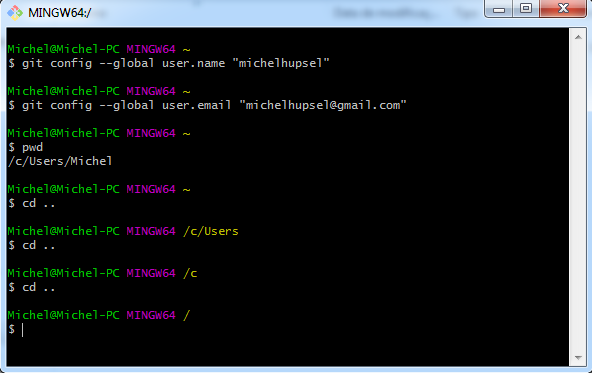 MINGW64:/
Michel@Michel-PC MINGW64 ~
$ git config --global user.name "michelhupsel"
Michel@Michel-PC MINGW64 ~
$ git config --global user.email "michelhupsel@gmail.com"
Michel@Michel-PC MINGW64 ~
$ pwd
/c/Users/Michel
Michel@Michel-PC MINGW64 ~
$ cd ..
Michel@Michel-PC MINGW64 /c/Users
$ cd ..
Michel@Michel-PC MINGW64 /c
$ cd ..
Michel@Michel-PC MINGW64 /
$